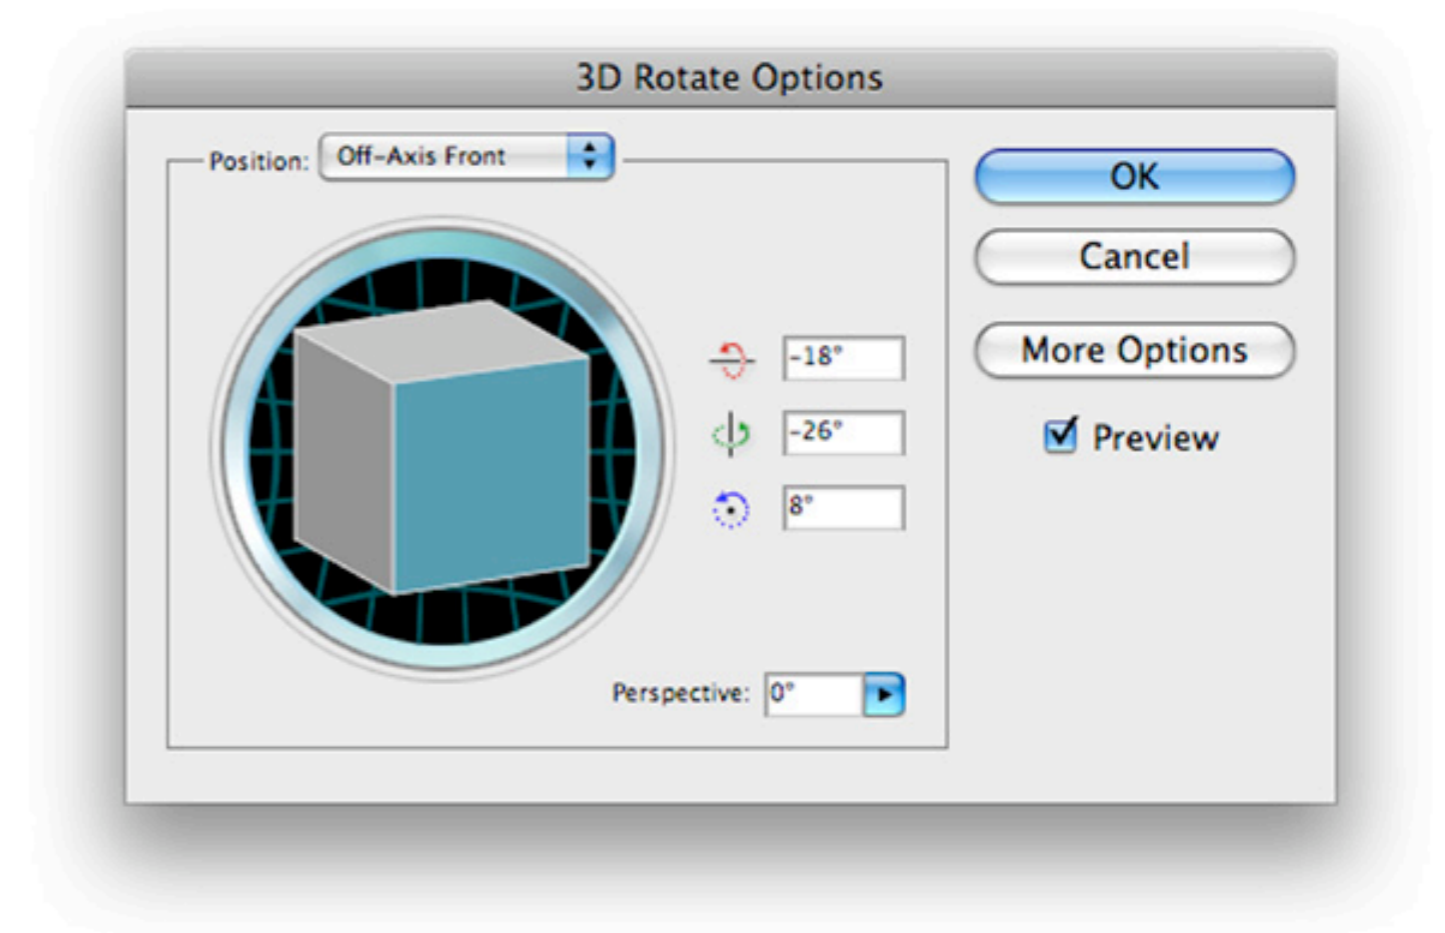 3D Rotate Options
Position: Off-Axis Front
OK
Cancel
More Options
Preview
-18°
-26°
8°
Perspective: 0°